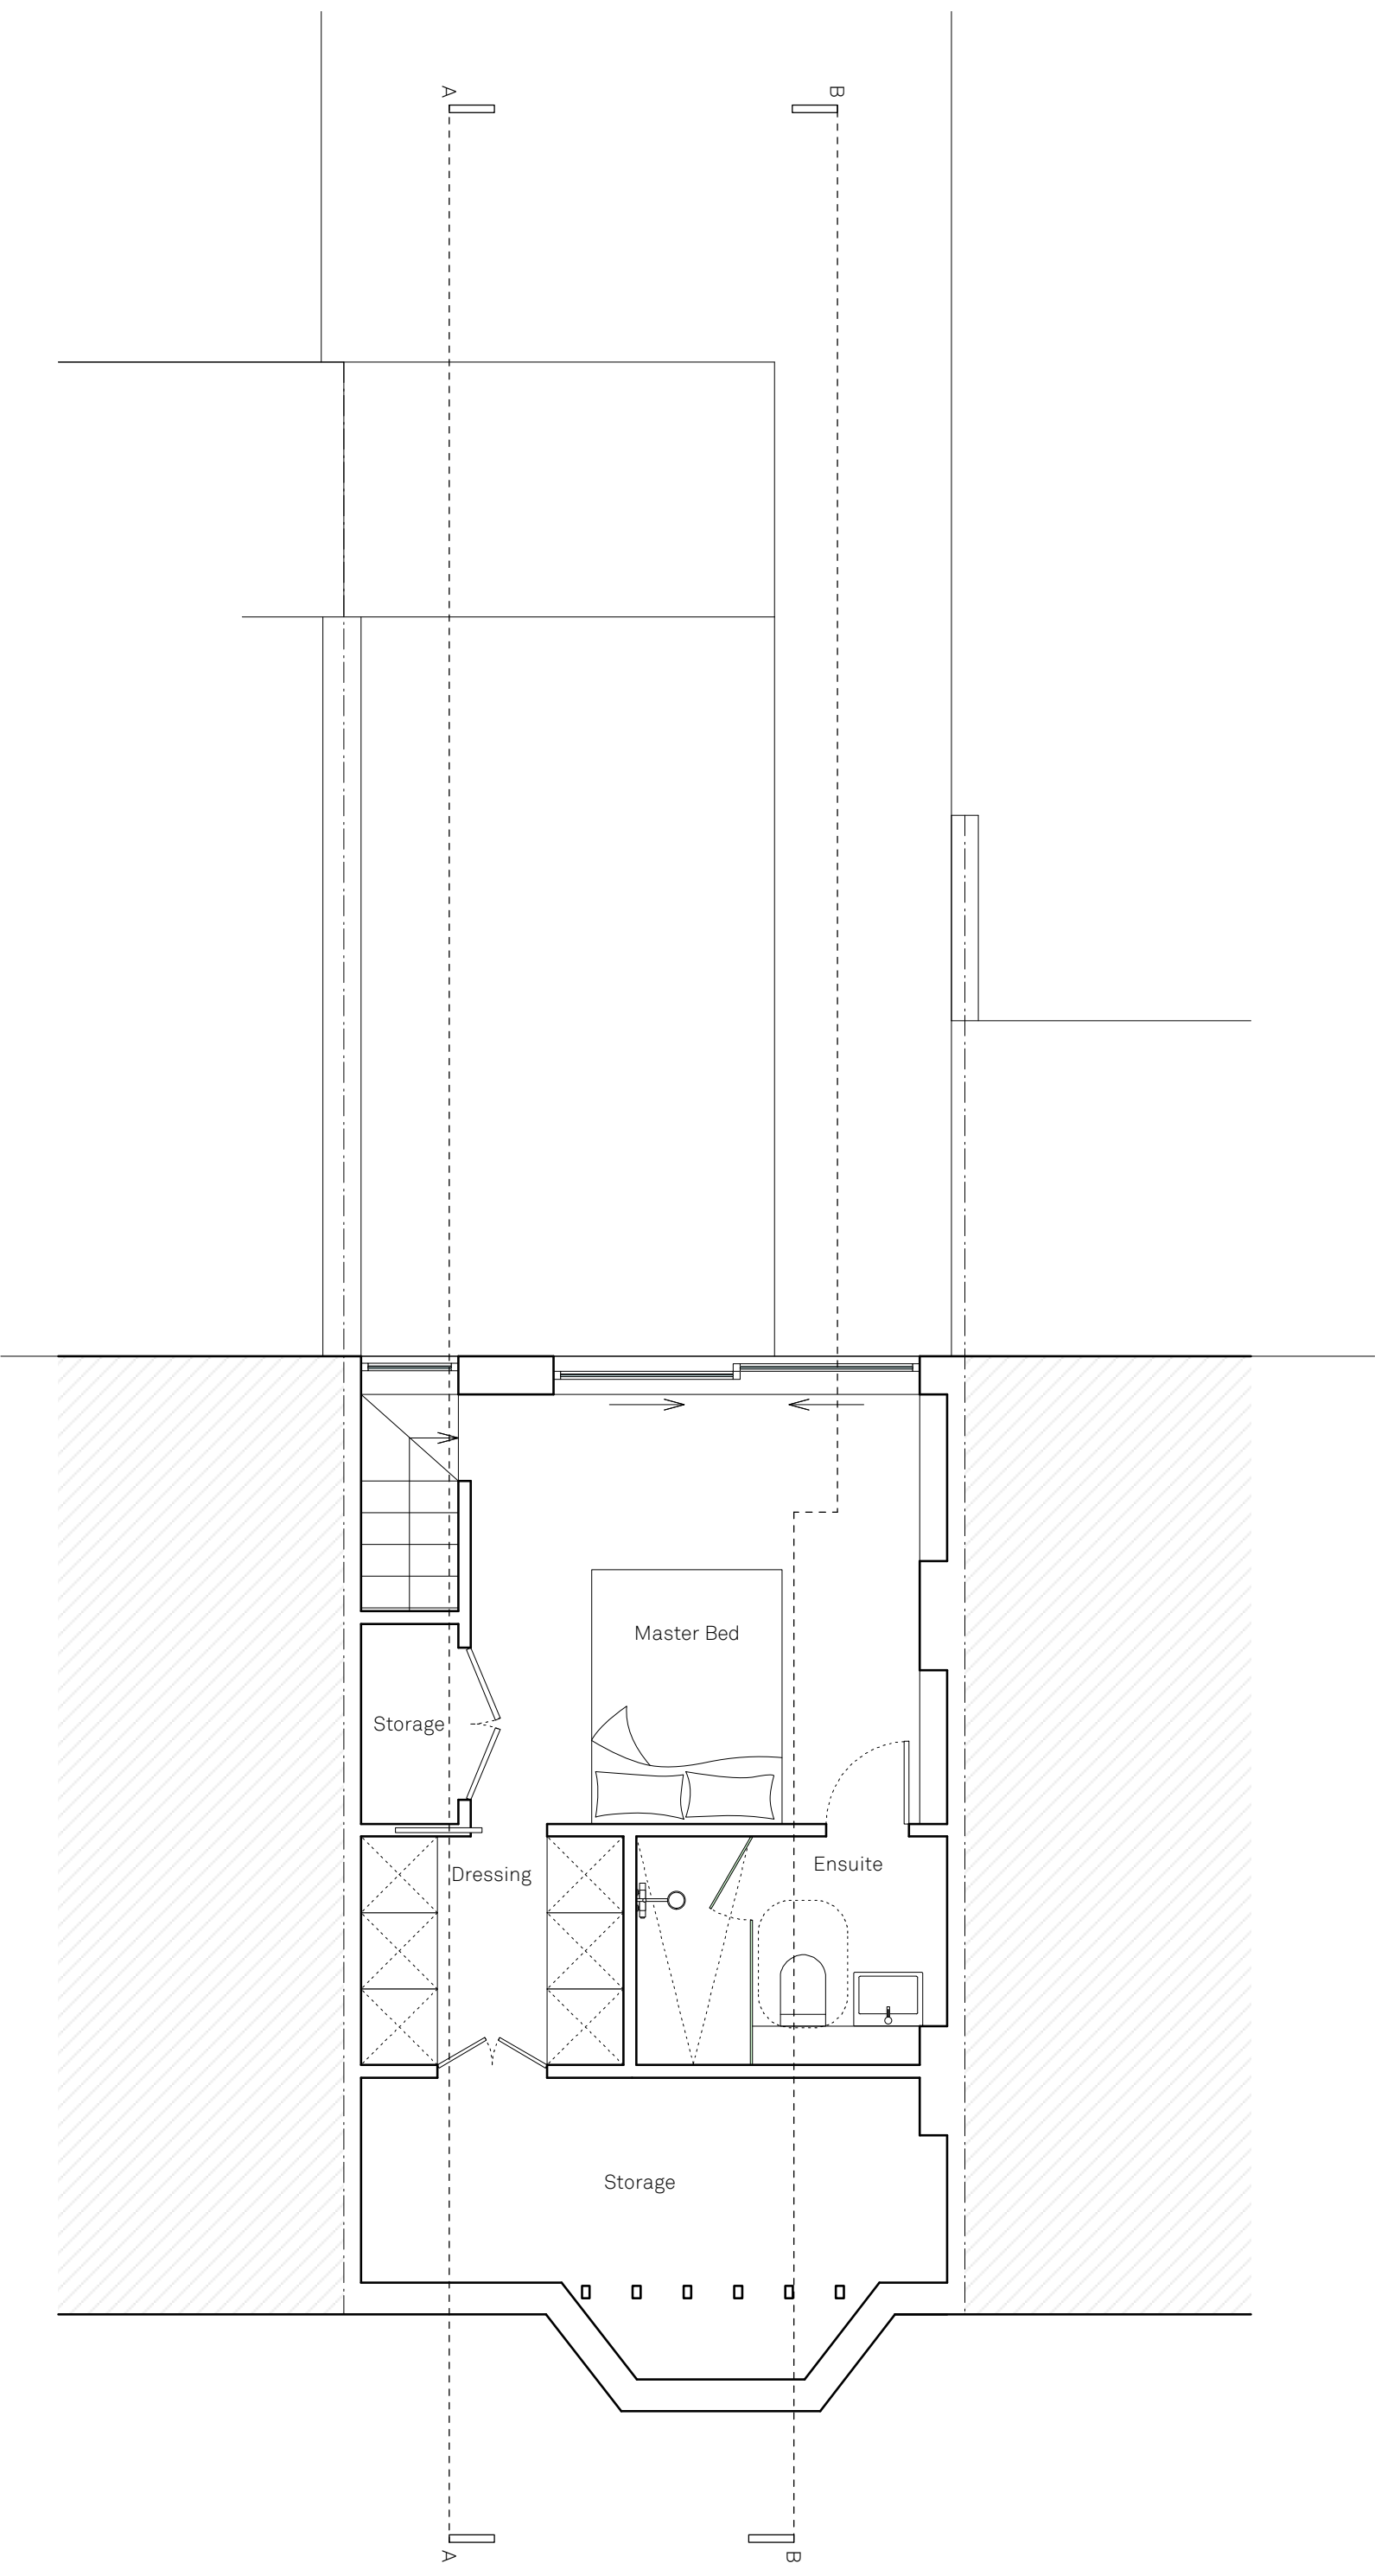 A
B
Master Bed
Storage
Ensuite
Dressing
Storage
A
B